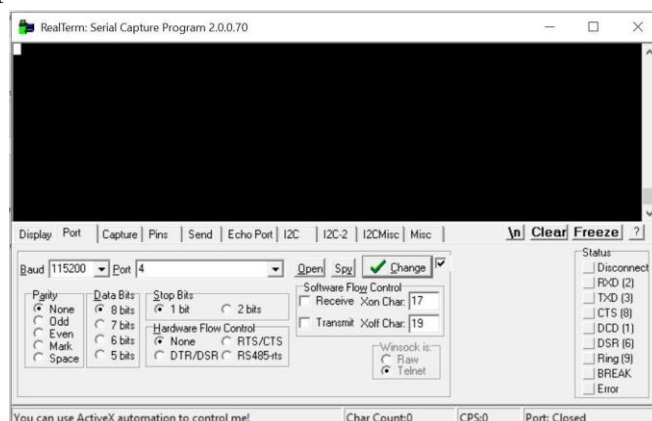 RealTerm: Serial Capture Program 2.0.0.70
Display Port Capture Pins Send Echo Port I2C I2C-2 I2CMisc Misc \n Clear Freeze ?
Baud 115200 Port 4 Open Spy Change
Parity
None
Odd
Even
Mark
Space
Data Bits
8 bits
7 bits
6 bits
5 bits
Stop Bits
1 bit 2 bits
Hardware Flow Control
None RTS/CTS
DTR/DSR RS485-rts
Software Flow Control
Receive Xon Char: 17
Transmit Xoff Char: 19
Winsock is:
Raw
Telnet
Status
Disconnect
RXD (2)
TXD (3)
CTS (8)
DCD (1)
DSR (6)
Ring (9)
BREAK
Error
You can use ActiveX automation to control me! Char Count:0 CPS:0 Port: Closed